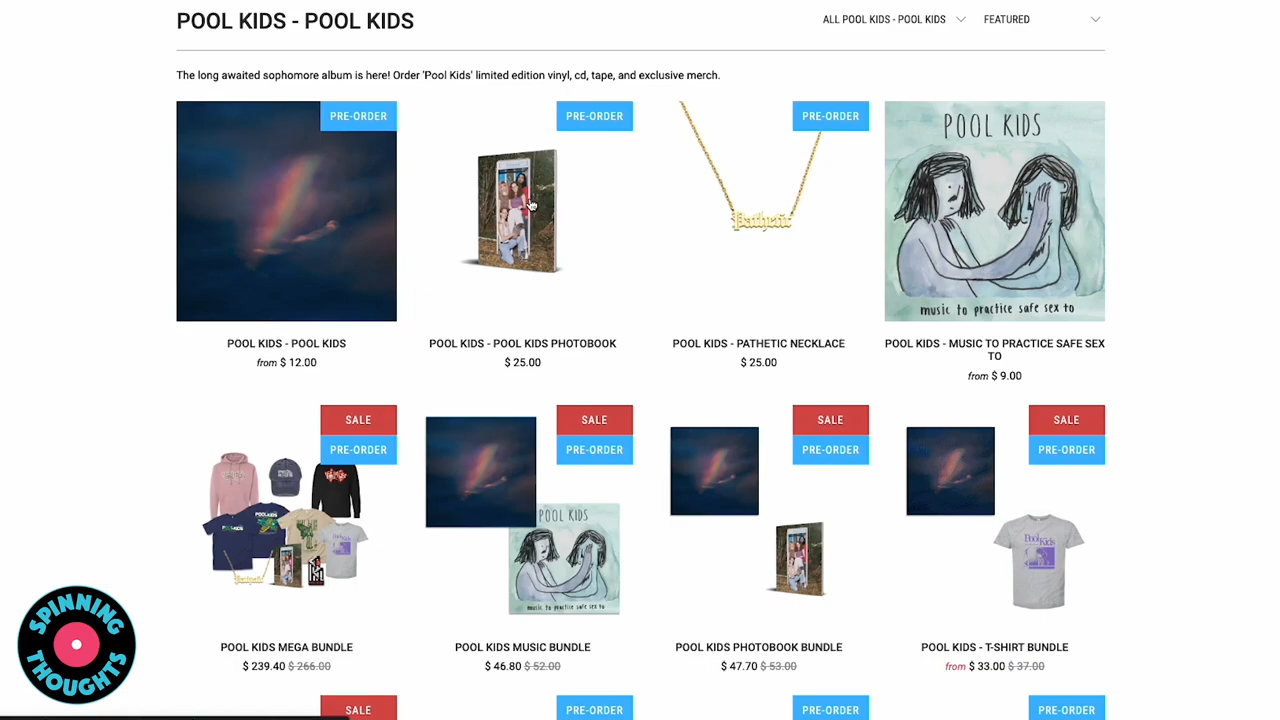 POOL KIDS - POOL KIDS
ALL POOL KIDS - POOL KIDS
FEATURED
The long awaited sophomore album is here! Order 'Pool Kids' limited edition vinyl, cd, tape, and exclusive merch.
PRE-ORDER
PRE-ORDER
PRE-ORDER
Pathetic
POOL KIDS
music to practice safe sex to
POOL KIDS - POOL KIDS
from $ 12.00
POOL KIDS - POOL KIDS PHOTOBOOK
$ 25.00
POOL KIDS - PATHETIC NECKLACE
$ 25.00
POOL KIDS - MUSIC TO PRACTICE SAFE SEX
TO
from $ 9.00
SALE
PRE-ORDER
SALE
PRE-ORDER
SALE
PRE-ORDER
SALE
PRE-ORDER
Pathetic
POOL KIDS
music to practice safe sex to
Pool Kids
POOL KIDS MEGA BUNDLE
$ 239.40 $ 266.00
POOL KIDS MUSIC BUNDLE
$ 46.80 $ 52.00
POOL KIDS PHOTOBOOK BUNDLE
$ 47.70 $ 53.00
POOL KIDS - T-SHIRT BUNDLE
from $ 33.00 $ 37.00
SALE
PRE-ORDER
PRE-ORDER
PRE-ORDER
SPINNING
THOUGHTS